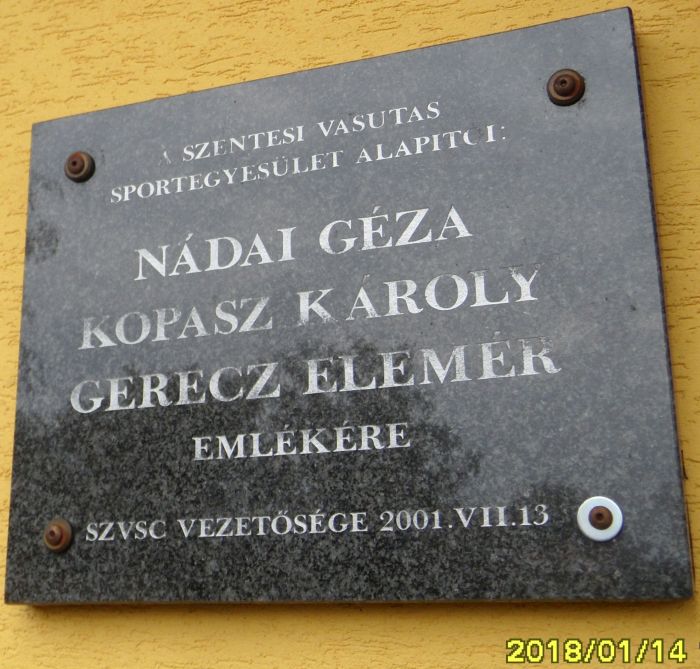 A SZENTESI VASUTAS
SPORTEGYESÜLET ALAPITÓI:
NÁDAI GÉZA
KOPASZ KÁROLY
GERECZ ELEMÉR
EMLÉKÉRE
SZVSC VEZETŐSÉGE 2001.VII.13
2018/01/14